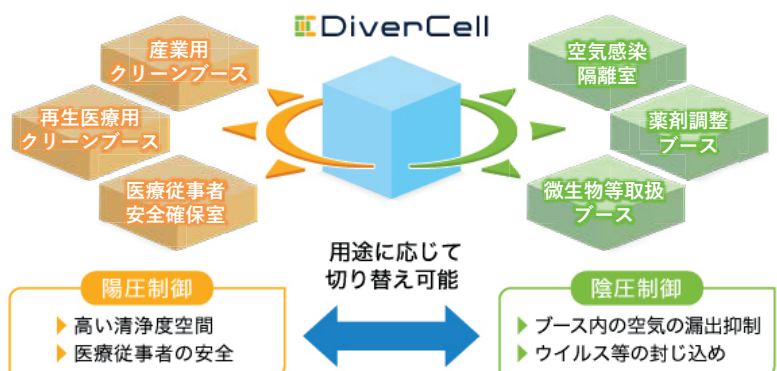 DiverCell
産業用
クリーンブース
再生医療用
クリーンブース
医療従事者
安全確保室
空気感染
隔離室
薬剤調整
ブース
微生物等取扱
ブース
用途に応じて
切り替え可能
陽圧制御
高い清浄度空間
医療従事者の安全
陰圧制御
ブース内の空気の漏出抑制
ウイルス等の封じ込め